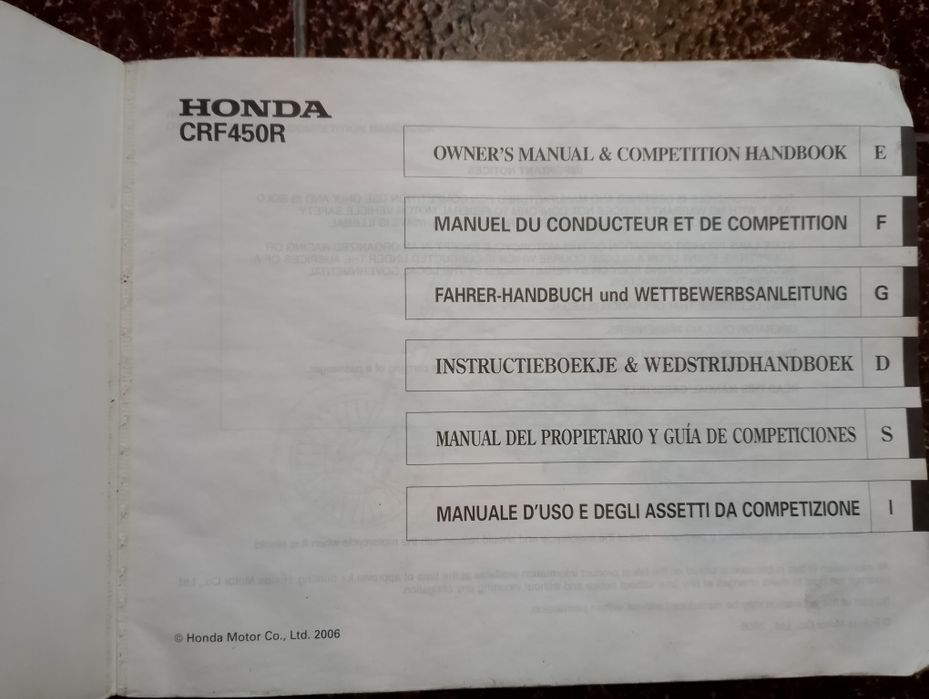 HONDA
CRF450R
OWNER'S MANUAL & COMPETITION HANDBOOK E
MANUEL DU CONDUCTEUR ET DE COMPETITION F
FAHRER-HANDBUCH und WETTBEWERBSANLEITUNG G
INSTRUCTIEBOEKJE & WEDSTRIJDHANDBOEK D
MANUAL DEL PROPIETARIO Y GUÍA DE COMPETICIONES S
MANUALE D'USO E DEGLI ASSETTI DA COMPETIZIONE I
© Honda Motor Co., Ltd. 2006